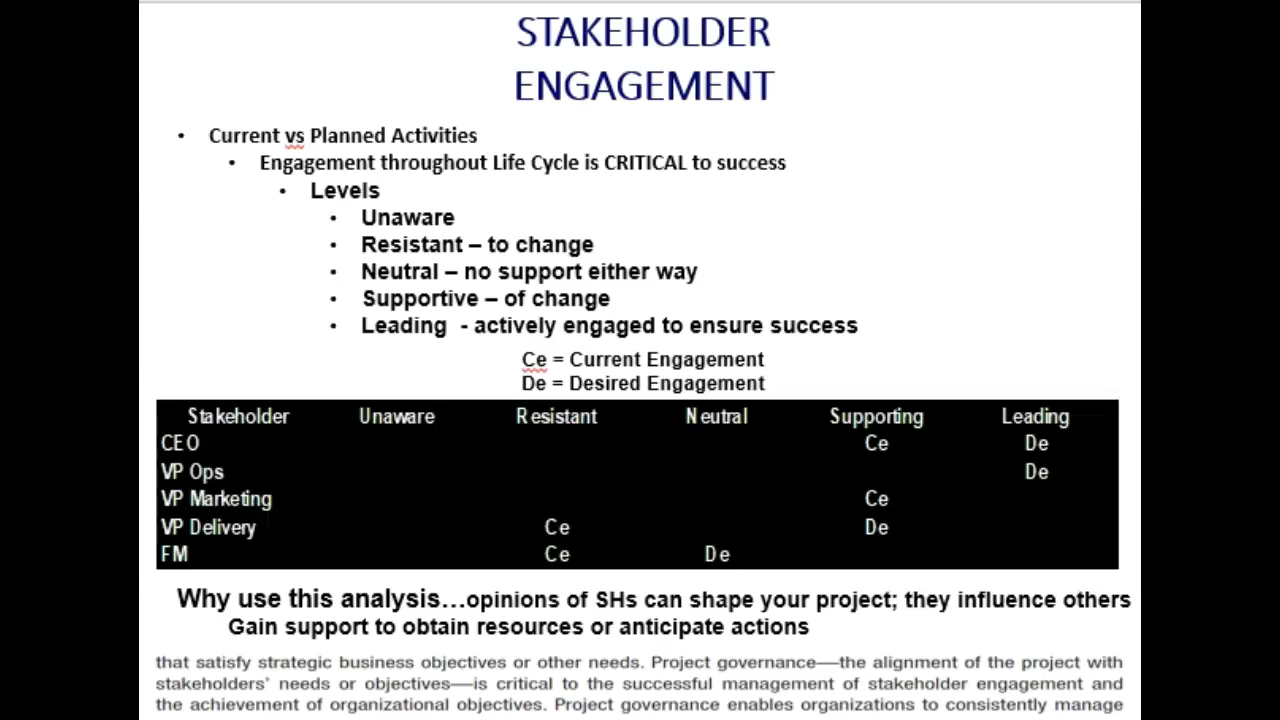 STAKEHOLDER
ENGAGEMENT
• Current vs Planned Activities
• Engagement throughout Life Cycle is CRITICAL to success
• Levels
• Unaware
• Resistant – to change
• Neutral – no support either way
• Supportive – of change
• Leading - actively engaged to ensure success
Ce = Current Engagement
De = Desired Engagement
Stakeholder Unaware Resistant Neutral Supporting Leading
CEO Ce De
VP Ops De
VP Marketing Ce
VP Delivery Ce De
FM Ce De
Why use this analysis…opinions of SHs can shape your project; they influence others
Gain support to obtain resources or anticipate actions
that satisfy strategic business objectives or other needs. Project governance—the alignment of the project with
stakeholders’ needs or objectives—is critical to the successful management of stakeholder engagement and
the achievement of organizational objectives. Project governance enables organizations to consistently manage